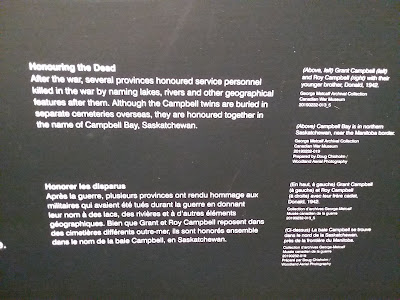 Honouring the Dead
After the war, several provinces honoured service personnel
killed in the war by naming lakes, rivers and other geographical
features after them. Although the Campbell twins are buried in
separate cemeteries overseas, they are honoured together in
the name of Campbell Bay, Saskatchewan.
Honorer les disparus
Après la guerre, plusieurs provinces ont rendu hommage aux
militaires qui avaient été tués durant la guerre en donnant
leur nom à des lacs, des rivières et à d'autres éléments
géographiques. Bien que Grant et Roy Campbell reposent dans
des cimetières différents outre-mer, ils sont honorés ensemble
dans le nom de la baie Campbell, en Saskatchewan.
(Above, left) Grant Campbell (left)
and Roy Campbell (right) with their
younger brother, Donald, 1942.
George Metcalf Archival Collection
Canadian War Museum
(Above) Campbell Bay is in northern
Saskatchewan, near the Manitoba border.
George Metcalf Archival Collection
Canadian War Museum
Prepared by Doug Chisholm /
Woodland Aerial Photography
(En haut, à gauche) Grant Campbell
(à gauche) et Roy Campbell
(à droite) avec leur frère cadet,
Donald, 1942.
Collection d'archives George-Metcalf
Musée canadien de la guerre
(Ci-dessus) La baie Campbell se trouve
dans le nord de la Saskatchewan,
près de la frontière du Manitoba.
Collection d'archives George-Metcalf
Musée canadien de la guerre
Préparé par Doug Chisholm /
Woodland Aerial Photography